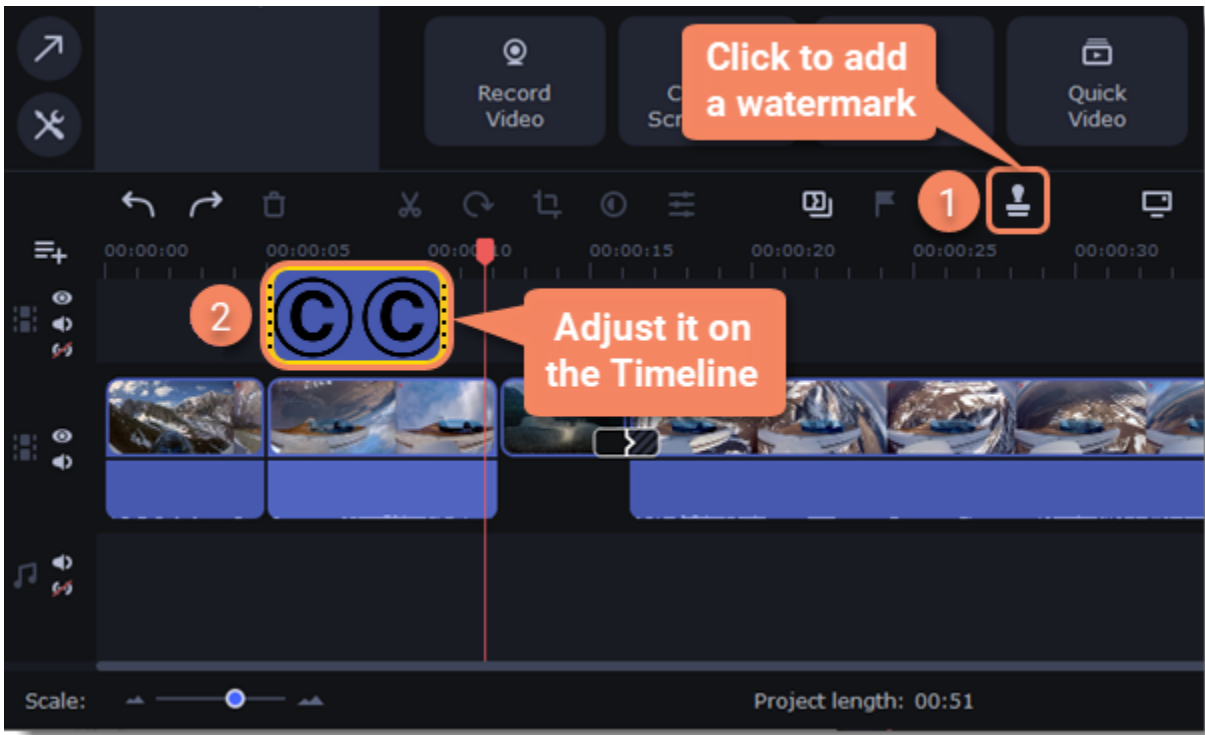 Record
Video
Click to add
a watermark
Quick
Video
1
00:00:00
00:00:05
00:00:15
00:00:20
00:00:25
00:00:30
2
C C
Adjust it on
the Timeline
Scale:
Project length: 00:51